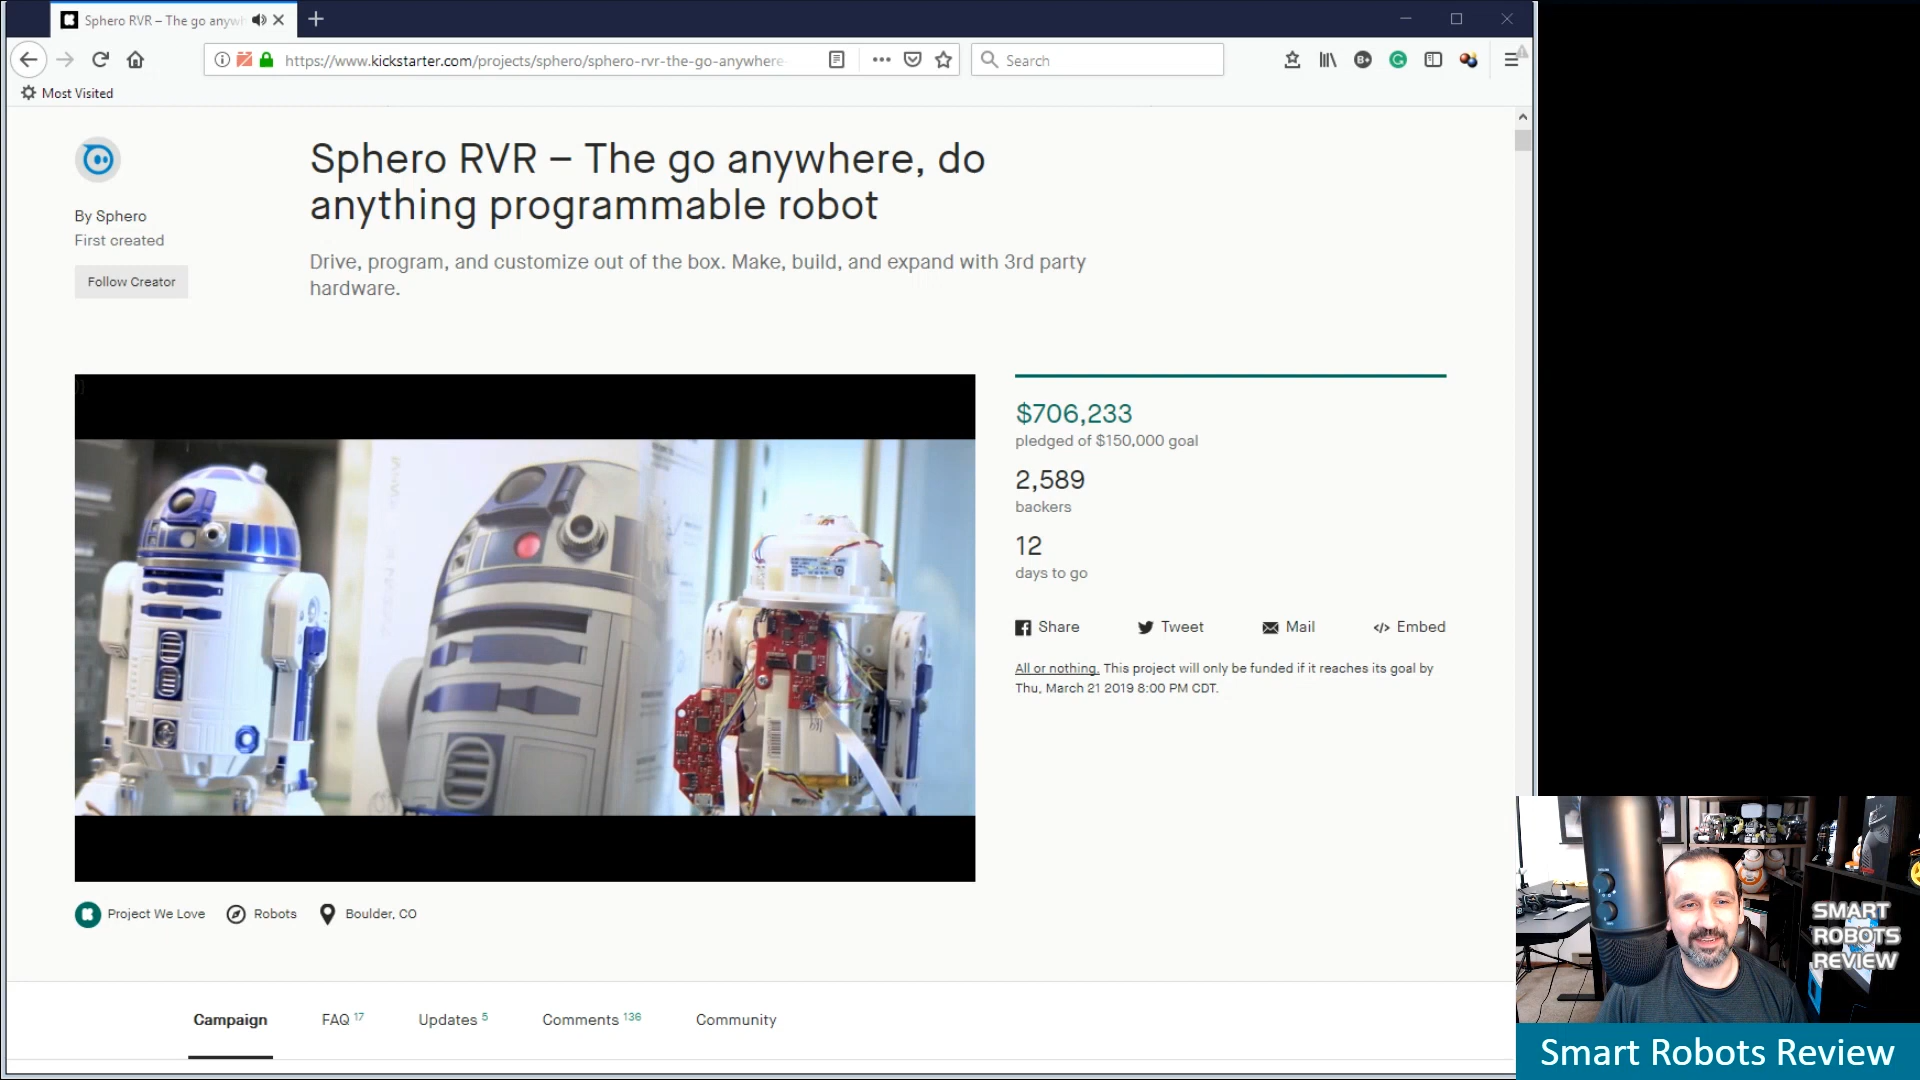 Sphero RVR – The go anywh
https://www.kickstarter.com/projects/sphero/sphero-rvr-the-go-anywhere-
Search
Most Visited
Sphero RVR – The go anywhere, do
anything programmable robot
By Sphero
First created
Follow Creator
Drive, program, and customize out of the box. Make, build, and expand with 3rd party
hardware.
$706,233
pledged of $150,000 goal
2,589
backers
12
days to go
Share Tweet Mail Embed
All or nothing. This project will only be funded if it reaches its goal by
Thu, March 21 2019 8:00 PM CDT.
Project We Love Robots Boulder, CO
Campaign FAQ 17 Updates 5 Comments 136 Community
SMART
ROBOTS
REVIEW
Smart Robots Review